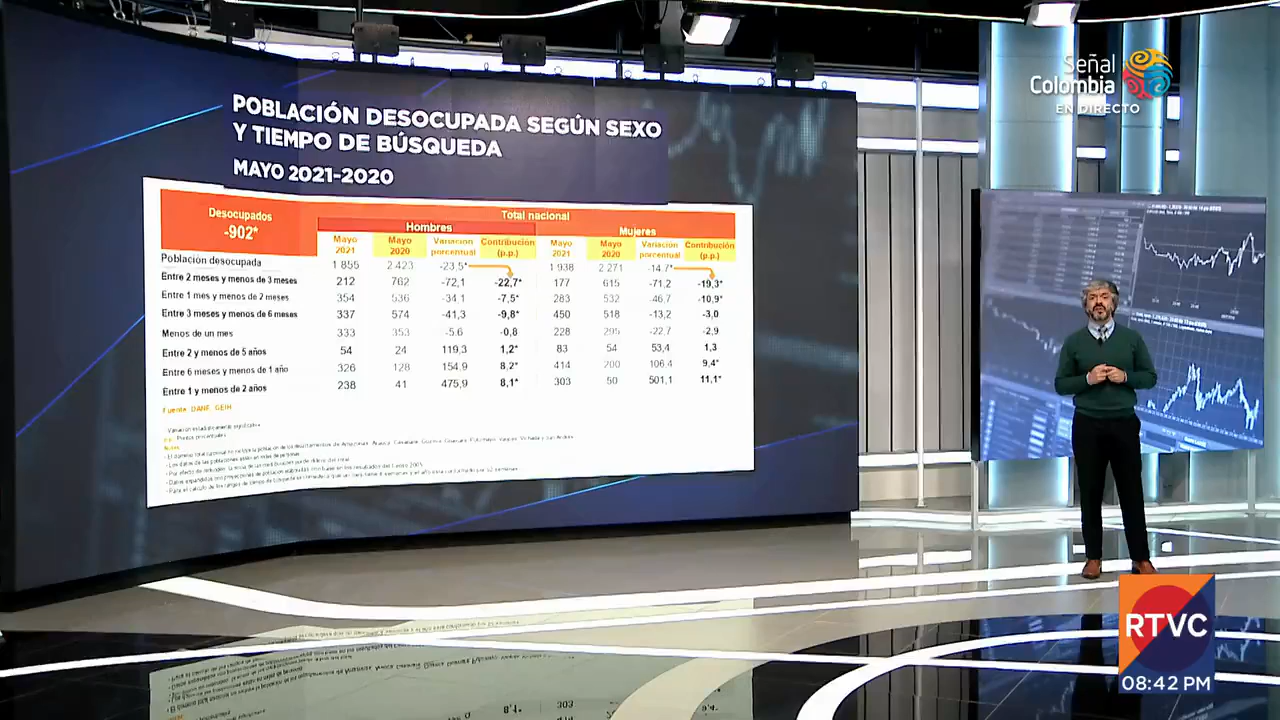 Señal
Colombia
EN DIRECTO
POBLACIÓN DESOCUPADA SEGÚN SEXO
Y TIEMPO DE BÚSQUEDA
MAYO 2021-2020
Desocupados
-902*
Total nacional
Hombres Mujeres
Mayo 2021 Mayo 2020 Variación porcentual Contribución (p.p.) Mayo 2021 Mayo 2020 Variación porcentual Contribución (p.p.)
Población desocupada 1 855 2 423 -23,5* 1 938 2 271 -14,7*
Entre 2 meses y menos de 3 meses 212 762 -72,1 -22,7* 177 615 -71,2 -19,3*
Entre 1 mes y menos de 2 meses 354 536 -34,1 -7,5* 283 532 -46,7 -10,9*
Entre 3 meses y menos de 6 meses 337 574 -41,3 -9,8* 450 518 -13,2 -3,0
Menos de un mes 333 353 -5,6 -0,8 228 295 -22,7 -2,9
Entre 2 y menos de 5 años 54 24 119,3 1,2* 83 54 53,4 1,3
Entre 6 meses y menos de 1 año 326 128 154,9 8,2* 414 200 106,4 9,4*
Entre 1 y menos de 2 años 238 41 475,9 8,1* 303 50 501,1 11,1*
Fuente: DANE, GEIH
RTVC
08:42 PM